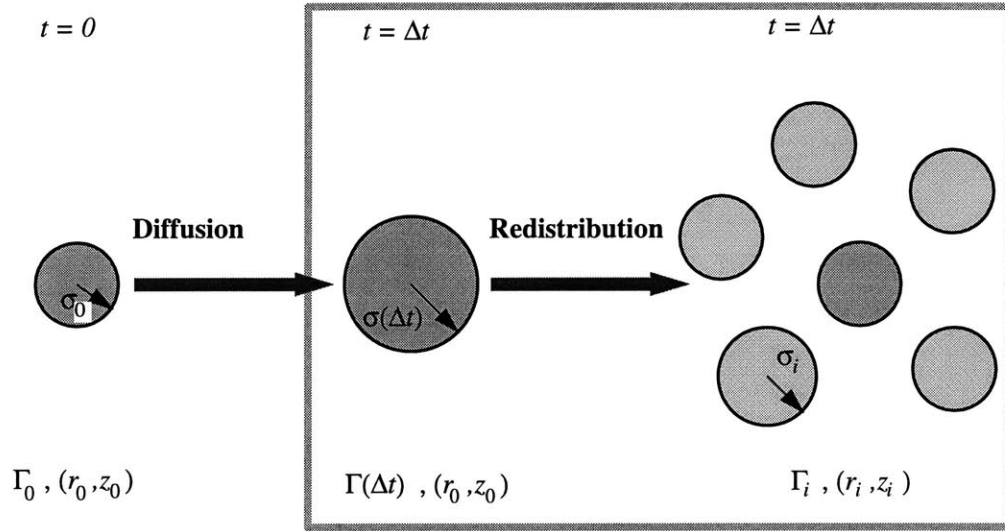 t = 0
t = Δt
t = Δt
Diffusion
Redistribution
σ₀
σ(Δt)
σᵢ
Γ₀ , (r₀ ,z₀)
Γ(Δt) , (r₀ ,z₀)
Γᵢ , (rᵢ ,zᵢ )